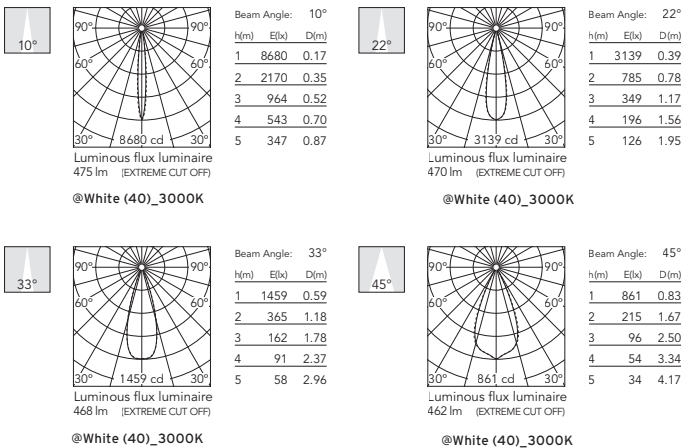 10°
90° 90°
60° 60°
30° 8680 cd 30°
Luminous flux luminaire
475 lm (EXTREME CUT OFF)
@White (40)_3000K
Beam Angle: 10°
h(m) E(lx) D(m)
1 8680 0.17
2 2170 0.35
3 964 0.52
4 543 0.70
5 347 0.87
22°
90° 90°
60° 60°
30° 3139 cd 30°
Luminous flux luminaire
470 lm (EXTREME CUT OFF)
@White (40)_3000K
Beam Angle: 22°
h(m) E(lx) D(m)
1 3139 0.39
2 785 0.78
3 349 1.17
4 196 1.56
5 126 1.95
33°
90° 90°
60° 60°
30° 1459 cd 30°
Luminous flux luminaire
468 lm (EXTREME CUT OFF)
@White (40)_3000K
Beam Angle: 33°
h(m) E(lx) D(m)
1 1459 0.59
2 365 1.18
3 162 1.78
4 91 2.37
5 58 2.96
45°
90° 90°
60° 60°
30° 861 cd 30°
Luminous flux luminaire
462 lm (EXTREME CUT OFF)
@White (40)_3000K
Beam Angle: 45°
h(m) E(lx) D(m)
1 861 0.83
2 215 1.67
3 96 2.50
4 54 3.34
5 34 4.17